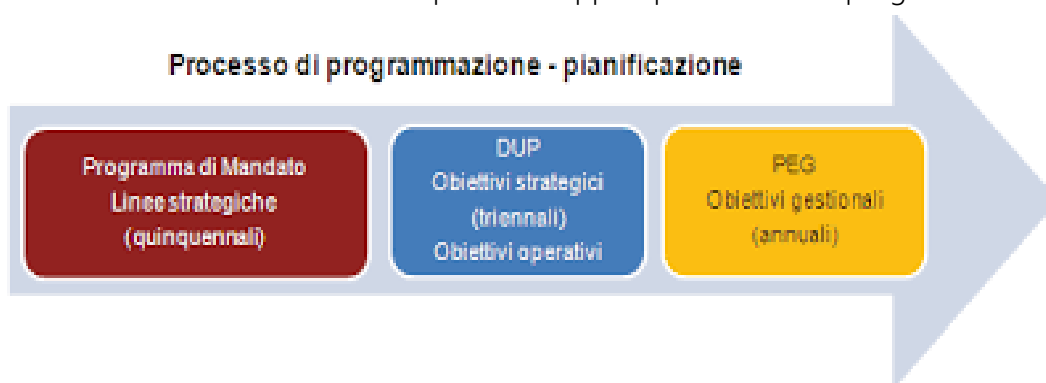 Processo di programmazione - pianificazione
Programma di Mandato
Linee strategiche
(quinquennali)
DUP
Obiettivi strategici
(triennali)
Obiettivi operativi
PEG
Obiettivi gestionali
(annuali)